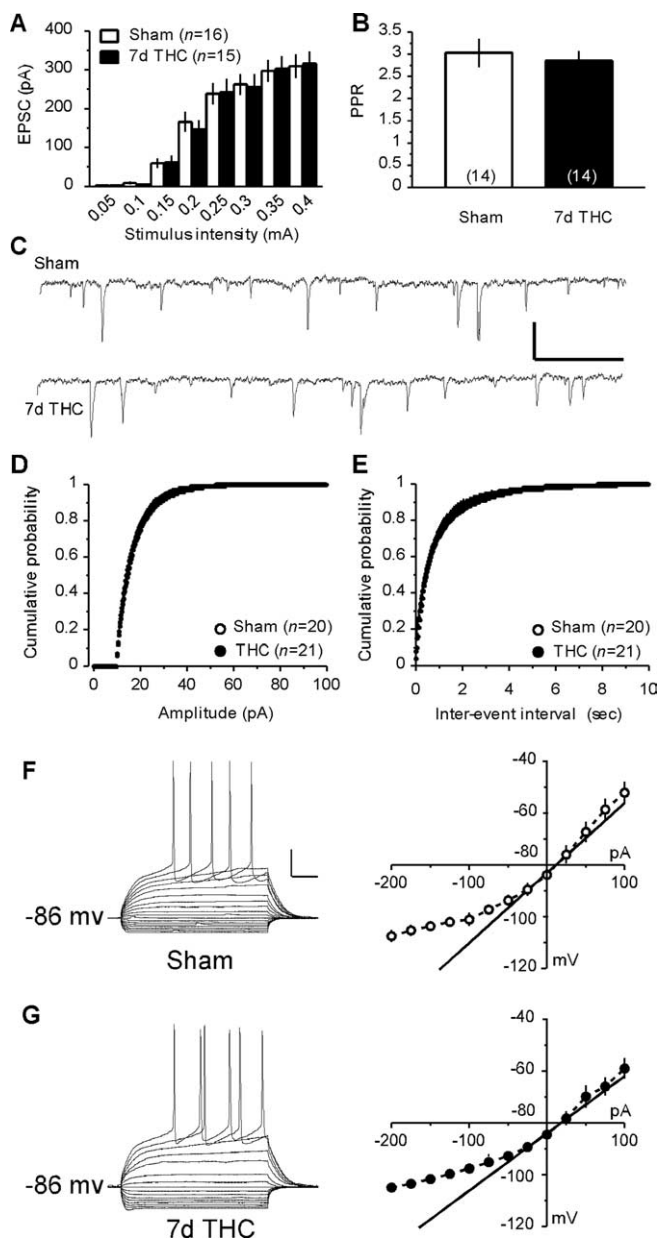 A
Sham (n=16)
7d THC (n=15)
EPSC (pA)
400
300
200
100
0
0.05
0.1
0.15
0.2
0.25
0.3
0.35
0.4
Stimulus intensity (mA)
B
PPR
3.5
3
2.5
2
1.5
1
0.5
0
(14)
(14)
Sham
7d THC
C
Sham
7d THC
D
Cumulative probability
1
0.8
0.6
0.4
0.2
0
Sham (n=20)
THC (n=21)
0 20 40 60 80 100
Amplitude (pA)
E
Cumulative probability
1
0.8
0.6
0.4
0.2
0
Sham (n=20)
THC (n=21)
0 2 4 6 8 10
Inter-event interval (sec)
F
-86 mv
Sham
-40
-60
-80
pA
-200 -100 100
-100
-120
mV
G
-86 mv
7d THC
-40
-60
-80
pA
-200 -100 100
-100
-120
mV